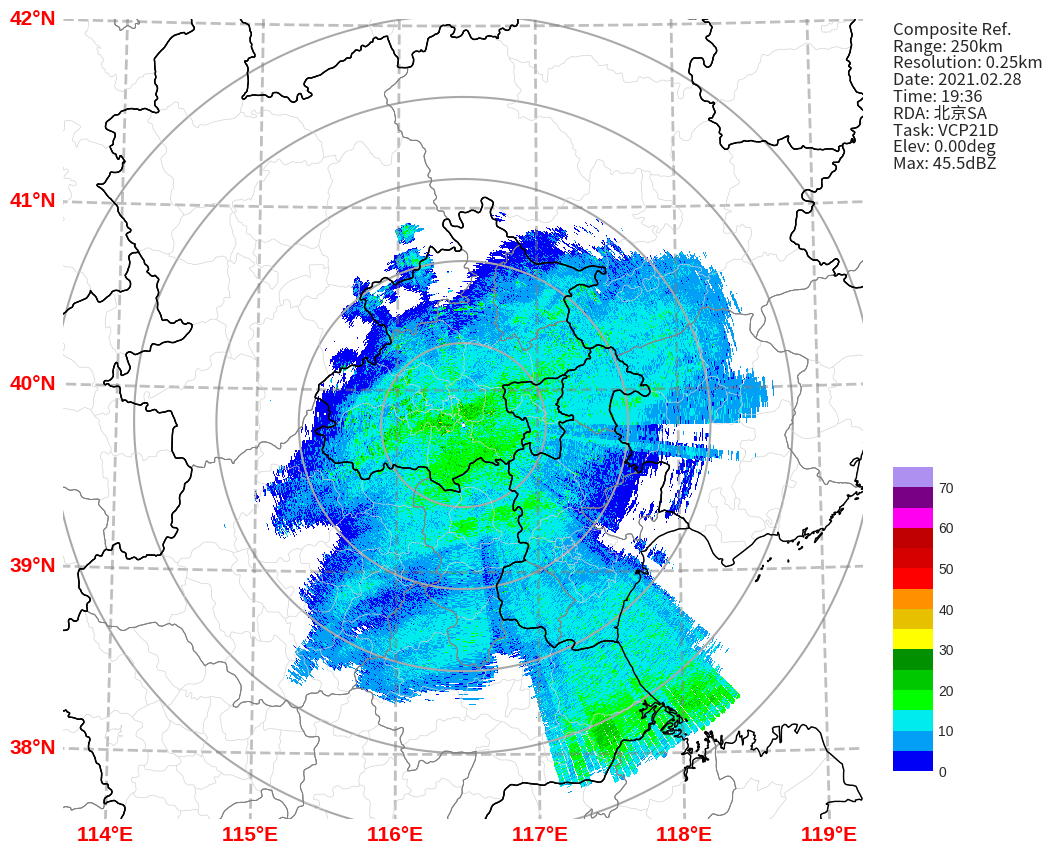 42°N
41°N
40°N
39°N
38°N
114°E
115°E
116°E
117°E
118°E
119°E
Composite Ref.
Range: 250km
Resolution: 0.25km
Date: 2021.02.28
Time: 19:36
RDA: 北京SA
Task: VCP21D
Elev: 0.00deg
Max: 45.5dBZ
70
60
50
40
30
20
10
0